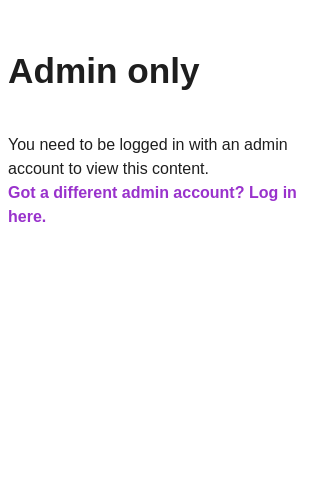 Admin only
You need to be logged in with an admin
account to view this content.
Got a different admin account? Log in
here.